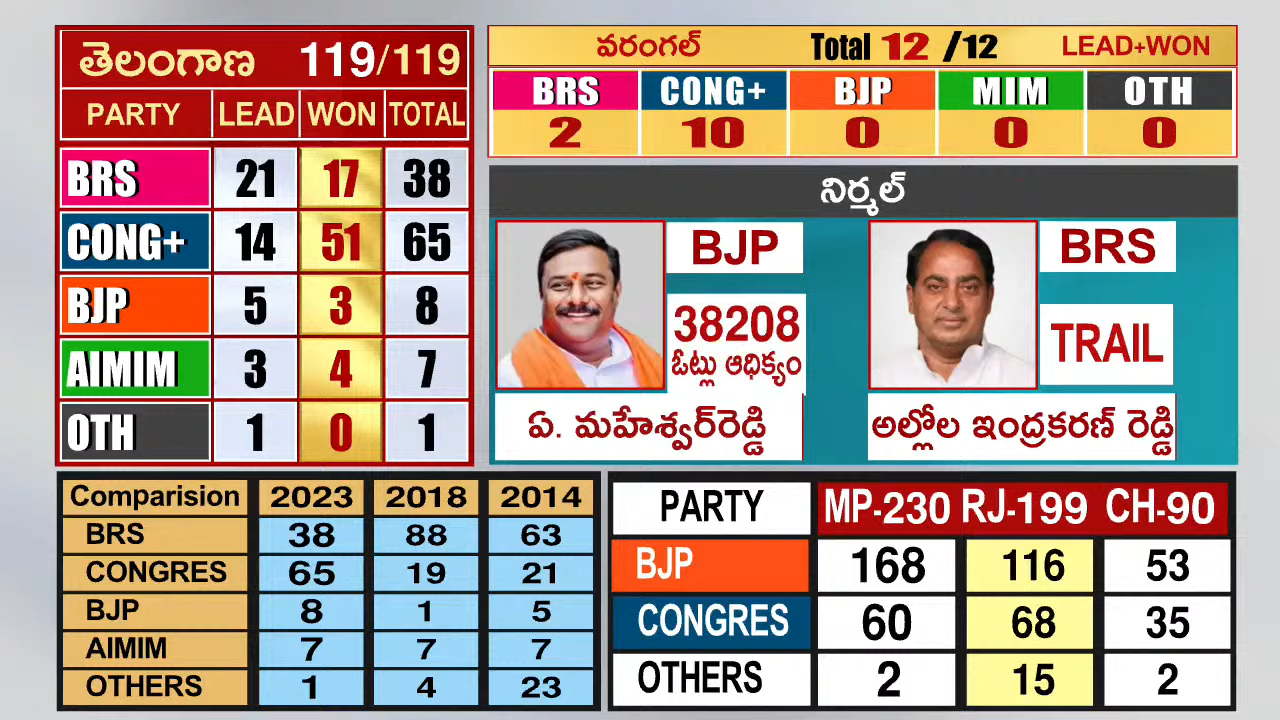 తెలంగాణ 119/119
PARTY LEAD WON TOTAL
BRS 21 17 38
CONG+ 14 51 65
BJP 5 3 8
AIMIM 3 4 7
OTH 1 0 1
వరంగల్ Total 12 /12 LEAD+WON
BRS CONG+ BJP MIM OTH
2 10 0 0 0
నిర్మల్
BJP
38208
ఓట్లు ఆధిక్యం
ఏ. మహేశ్వర్‌రెడ్డి
BRS
TRAIL
అల్లోల ఇంద్రకరణ్ రెడ్డి
Comparision 2023 2018 2014
BRS 38 88 63
CONGRES 65 19 21
BJP 8 1 5
AIMIM 7 7 7
OTHERS 1 4 23
PARTY MP-230 RJ-199 CH-90
BJP 168 116 53
CONGRES 60 68 35
OTHERS 2 15 2